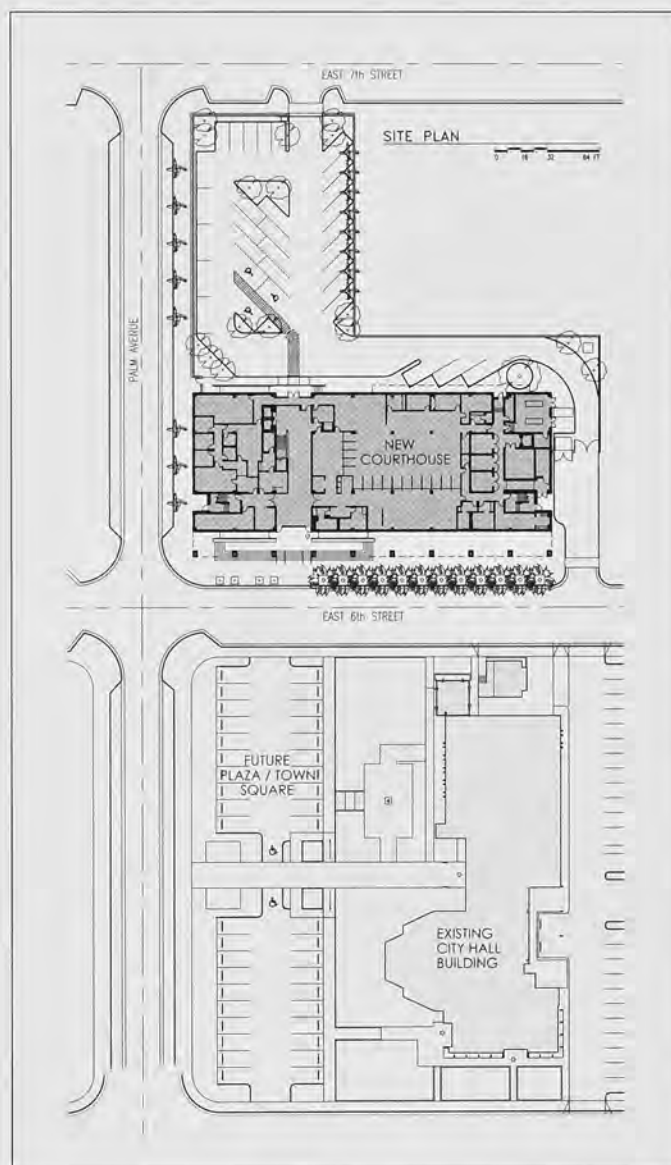 EAST 7th STREET
SITE PLAN
0 16 32 64 FT
PALM AVENUE
NEW
COURTHOUSE
EAST 6th STREET
FUTURE
PLAZA / TOWN
SQUARE
EXISTING
CITY HALL
BUILDING